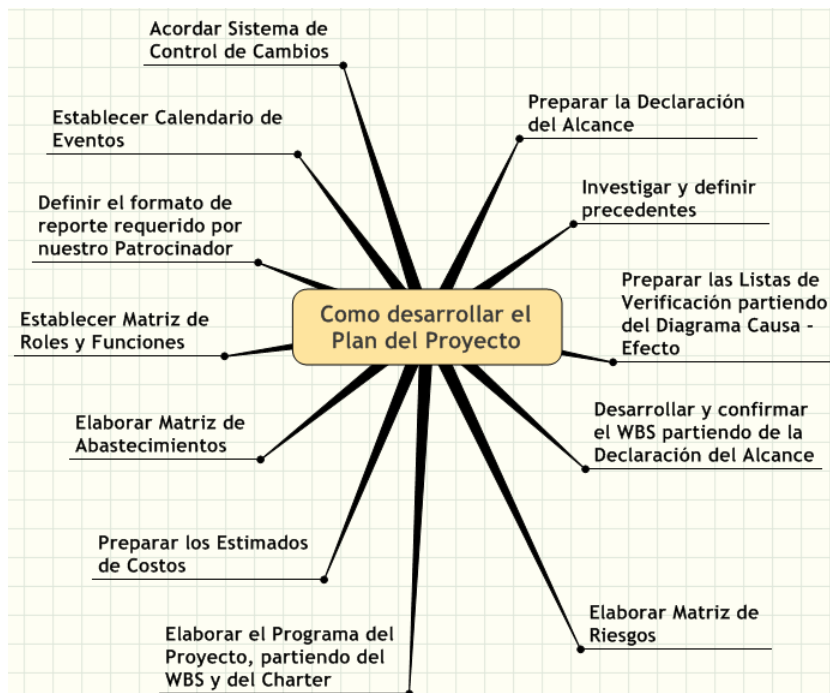 Acordar Sistema de
Control de Cambios
Establecer Calendario de
Eventos
Definir el formato de
reporte requerido por
nuestro Patrocinador
Establecer Matriz de
Roles y Funciones
Elaborar Matriz de
Abastecimientos
Preparar los Estimados
de Costos
Elaborar el Programa del
Proyecto, partiendo del
WBS y del Charter
Como desarrollar el
Plan del Proyecto
Preparar la Declaración
del Alcance
Investigar y definir
precedentes
Preparar las Listas de
Verificación partiendo
del Diagrama Causa -
Efecto
Desarrollar y confirmar
el WBS partiendo de la
Declaración del Alcance
Elaborar Matriz de
Riesgos